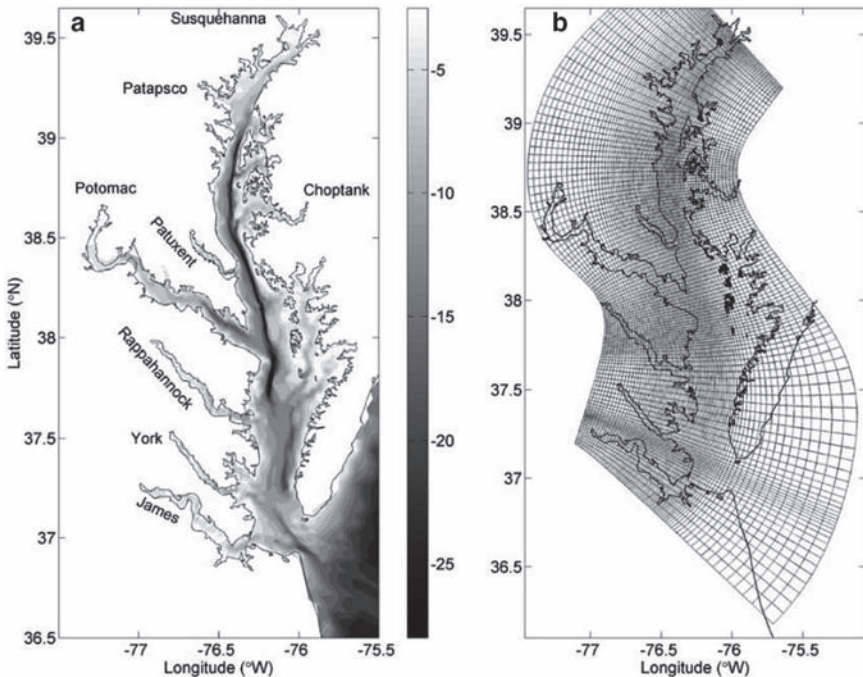 a
Susquehanna
Patapsco
Choptank
Potomac
Patuxent
Rappahannock
York
James
39.5
39
38.5
38
37.5
37
36.5
Latitude (°N)
-77
-76.5
-76
-75.5
Longitude (°W)
-5
-10
-15
-20
-25
b
39.5
39
38.5
38
37.5
37
36.5
-77
-76.5
-76
-75.5
Longitude (°W)